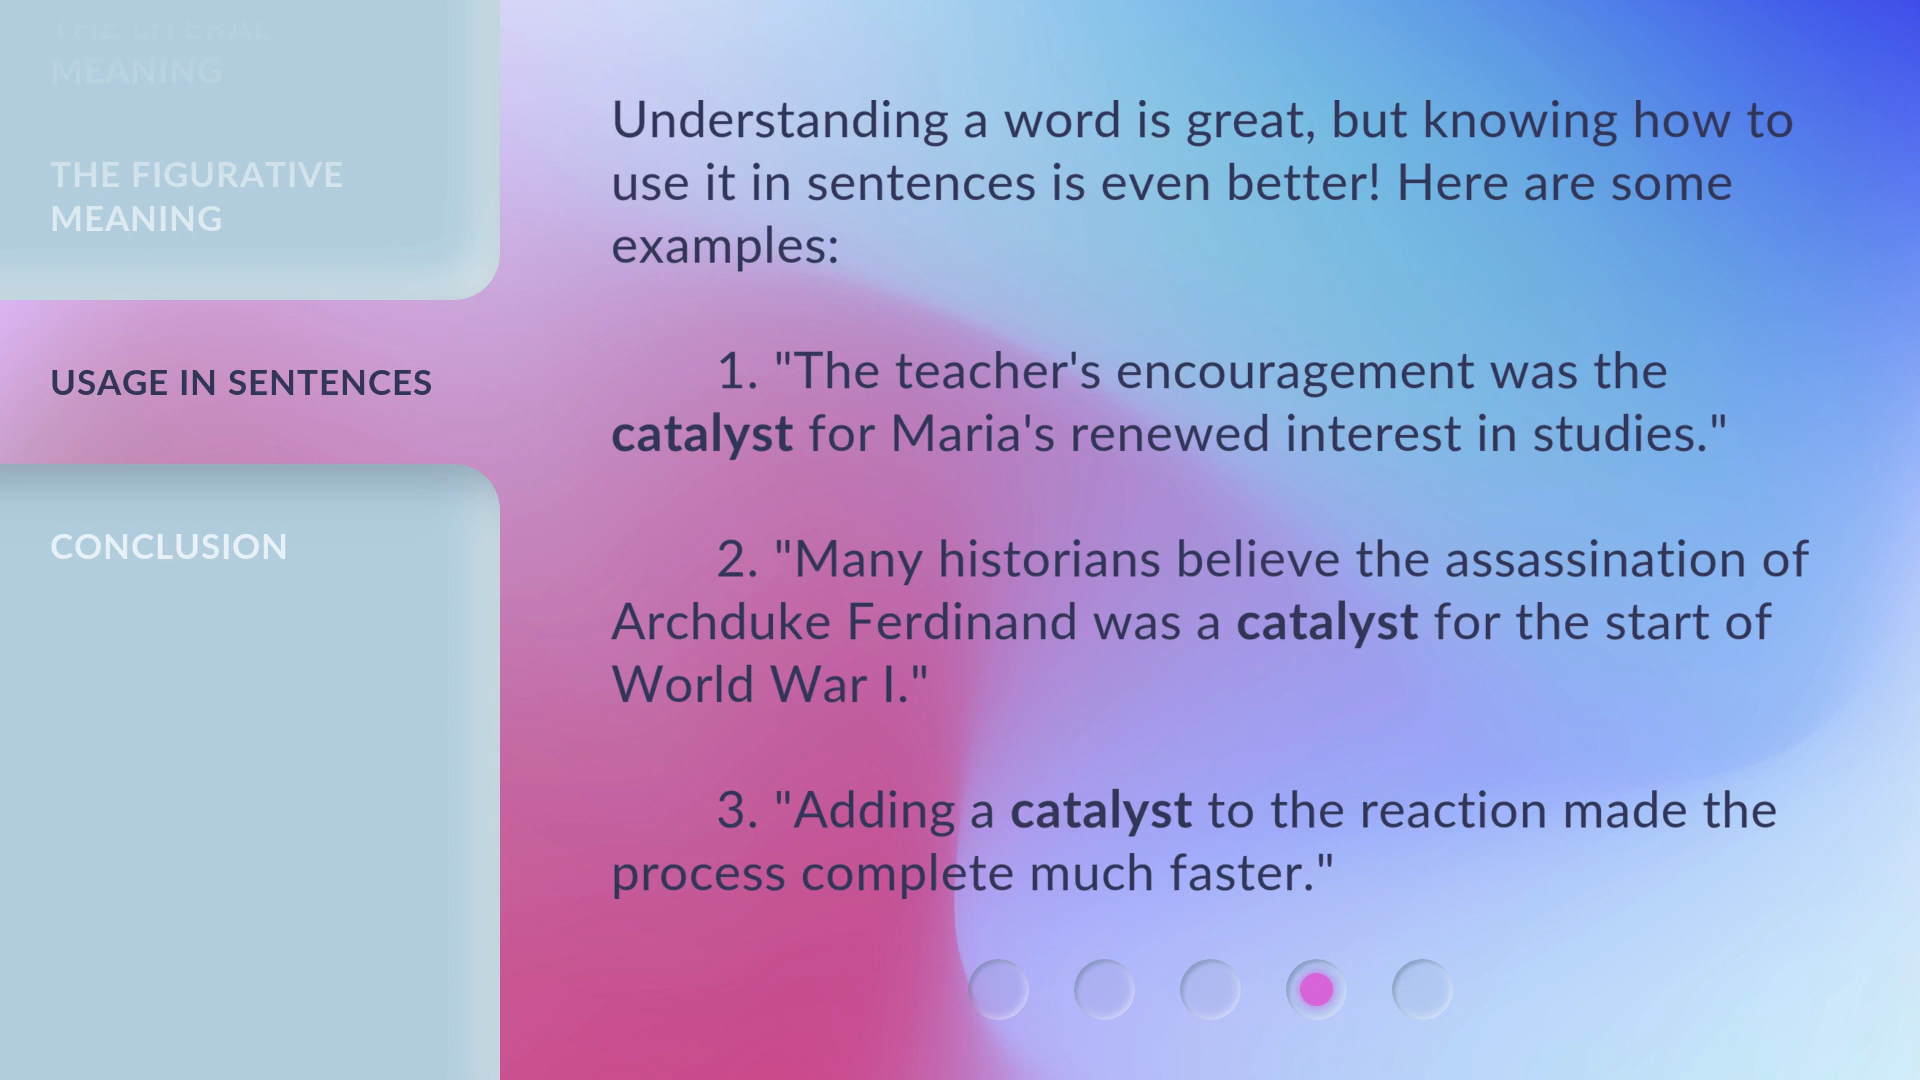 THE LITERAL
MEANING
THE FIGURATIVE
MEANING
USAGE IN SENTENCES
CONCLUSION
Understanding a word is great, but knowing how to
use it in sentences is even better! Here are some
examples:
1. "The teacher's encouragement was the
catalyst for Maria's renewed interest in studies."
2. "Many historians believe the assassination of
Archduke Ferdinand was a catalyst for the start of
World War I."
3. "Adding a catalyst to the reaction made the
process complete much faster."